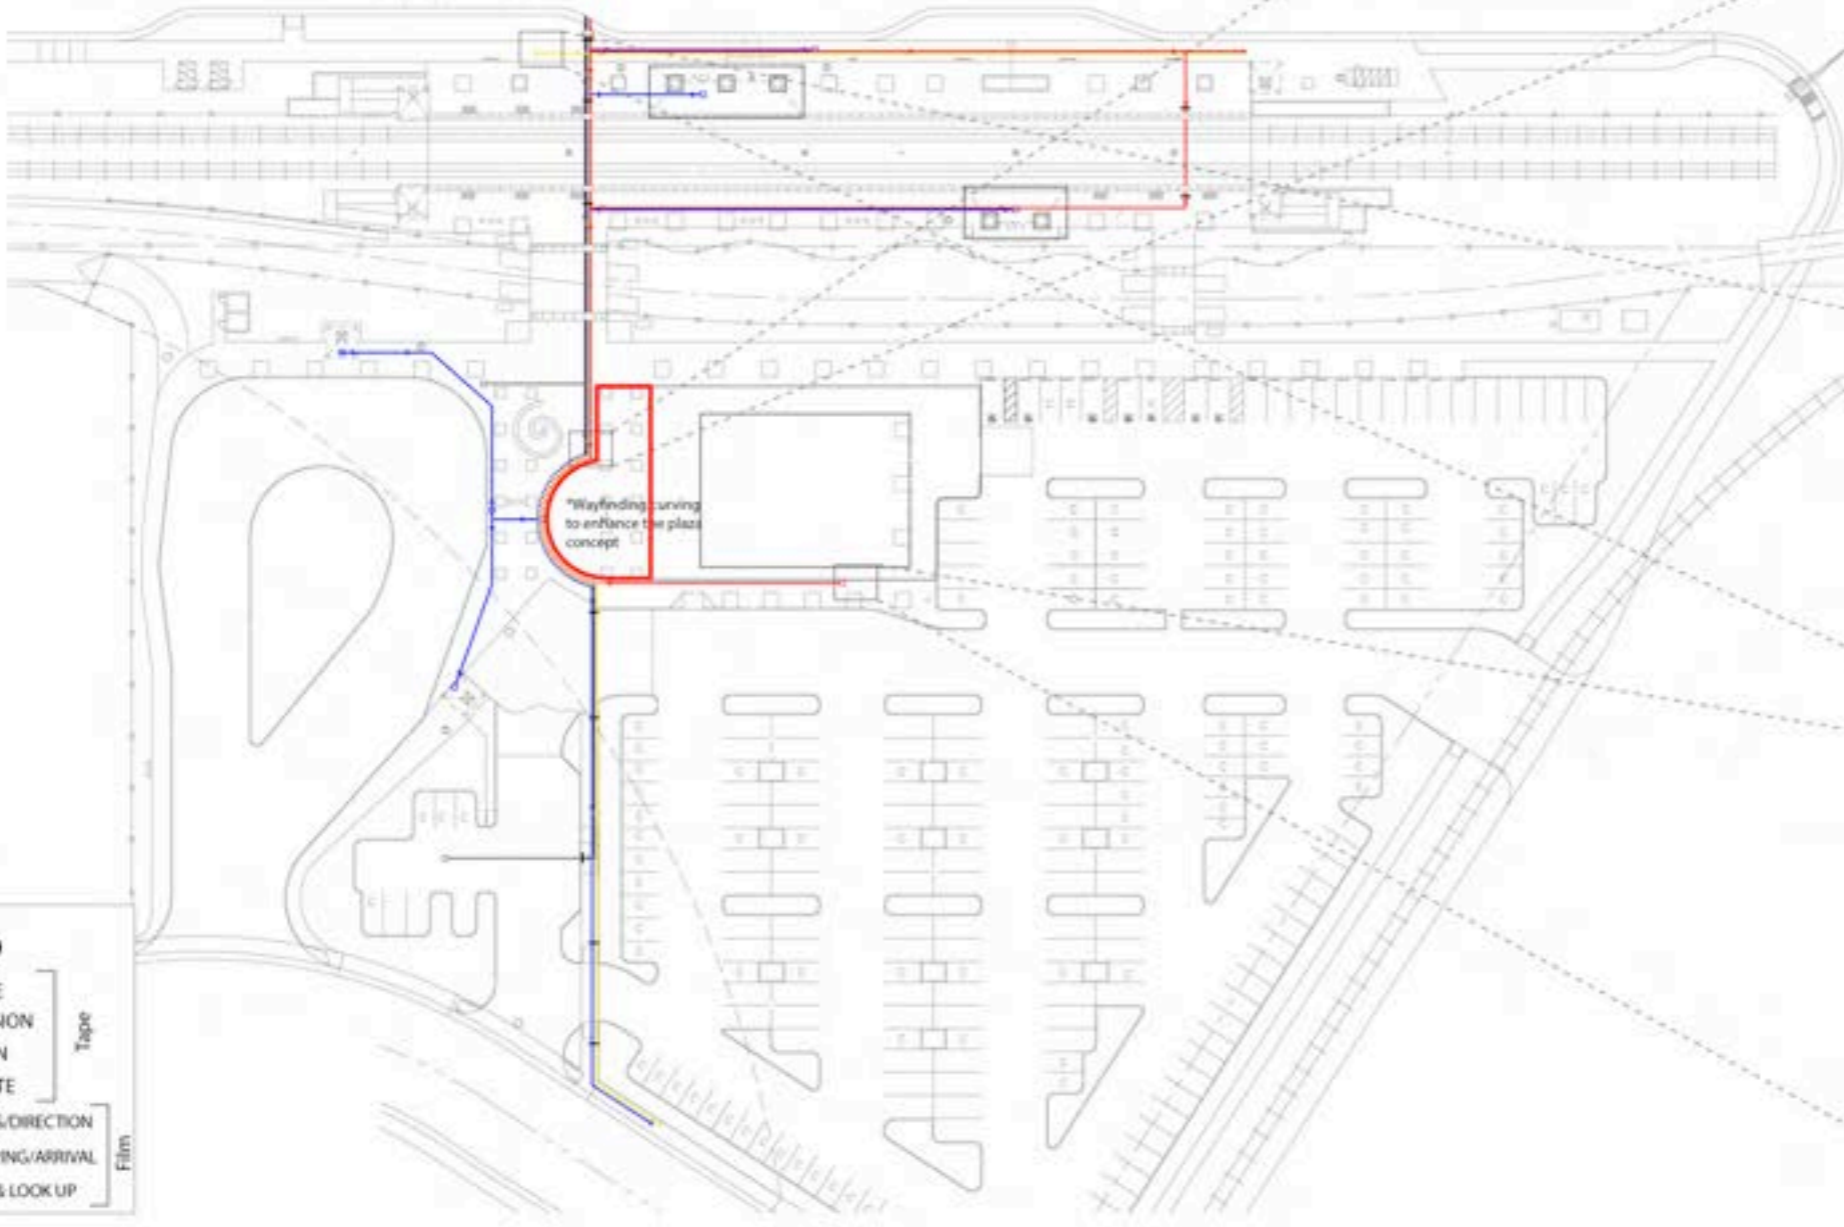 "Wayfinding curving
to enhance the plaza
concept
E
NON
N
TE
Tape
S/DIRECTION
ING/ARRIVAL
& LOOK UP
Film